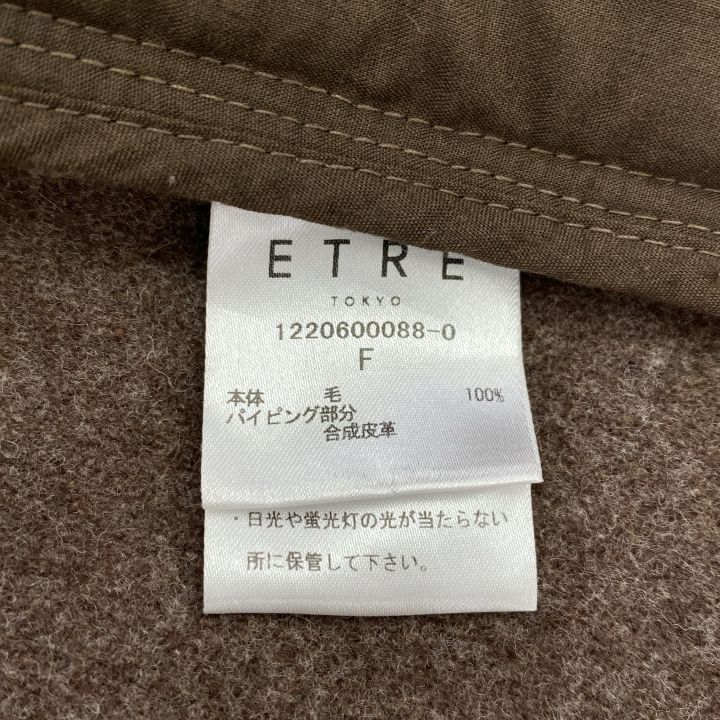 ETRE
TOKYO
1220600088-0
F
本体 毛 100%
パイピング部分
合成皮革
・日光や蛍光灯の光が当たらない
所に保管して下さい。